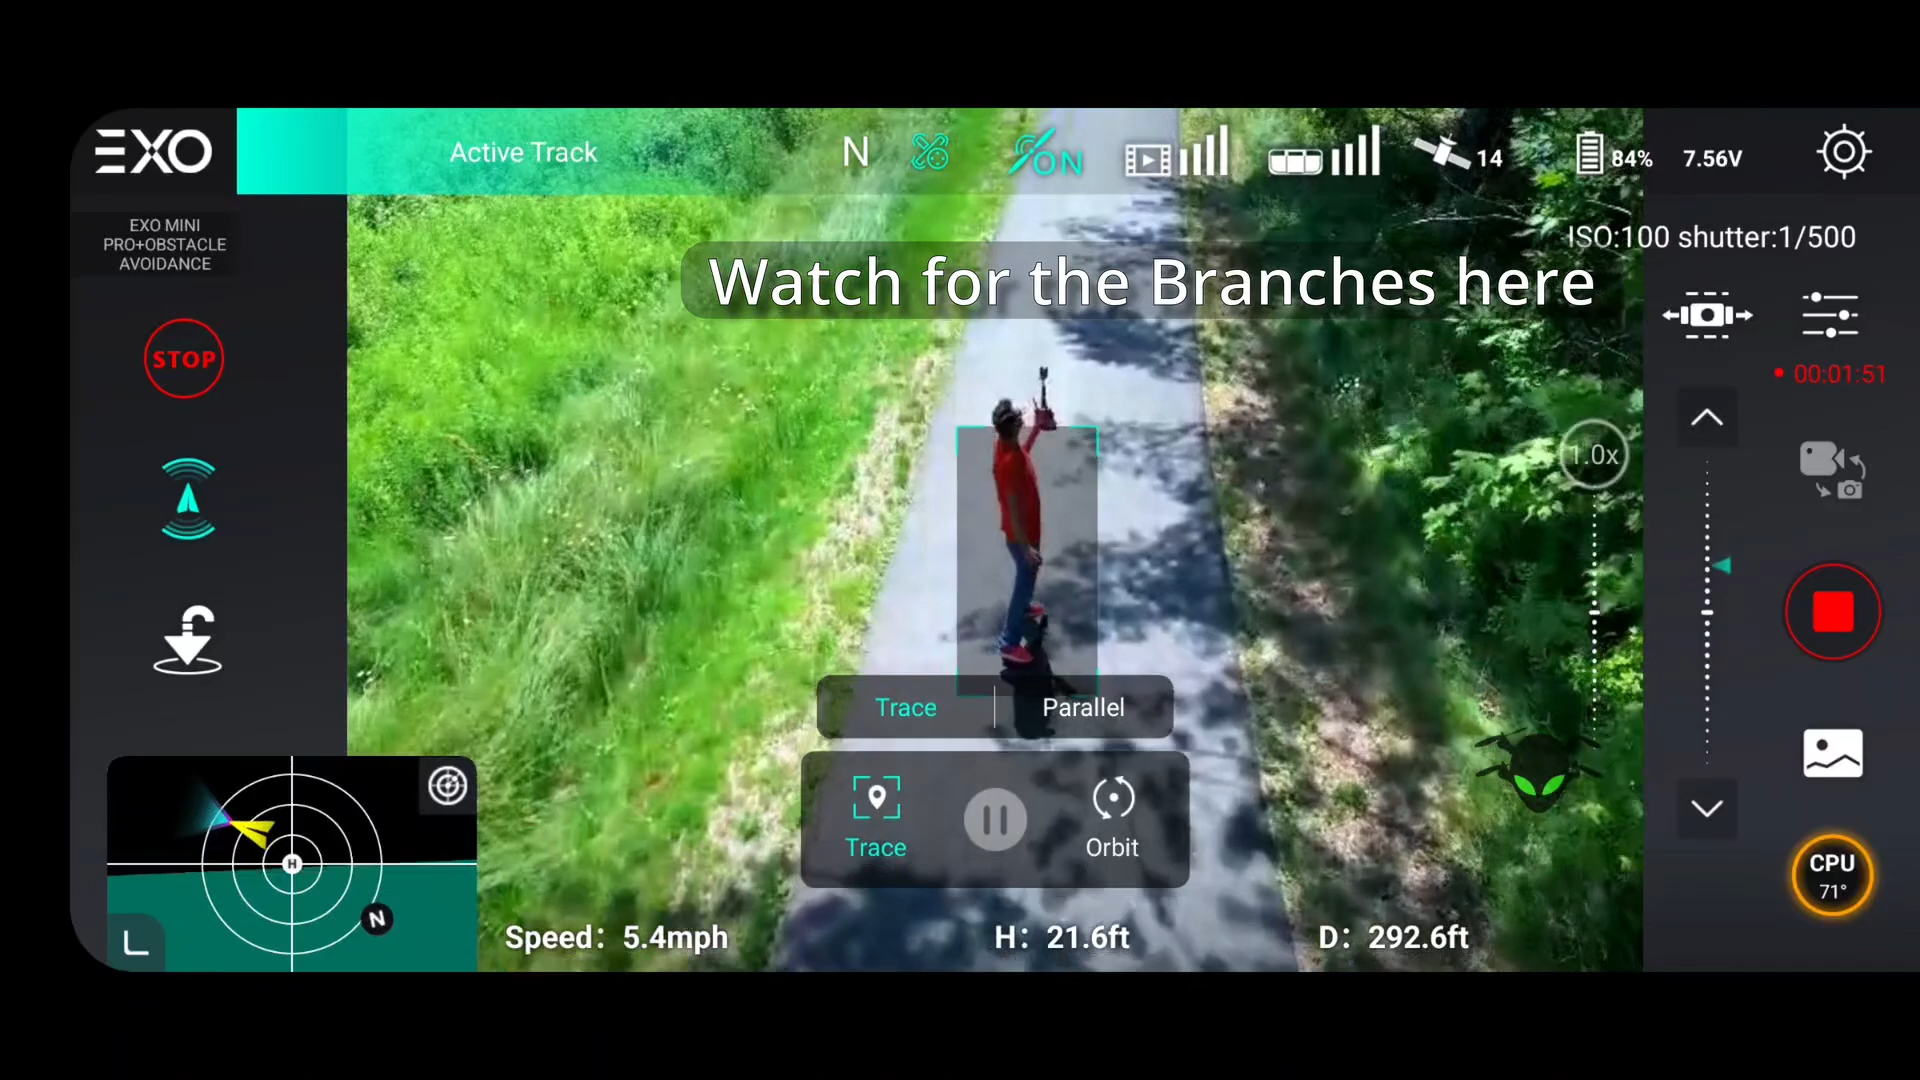 EXO
Active Track
N
ON
14
84%
7.56V
EXO MINI
PRO+OBSTACLE
AVOIDANCE
ISO:100 shutter:1/500
Watch for the Branches here
STOP
00:01:51
1.0x
Trace
Parallel
Trace
Orbit
CPU
71°
H
N
Speed: 5.4mph
H: 21.6ft
D: 292.6ft